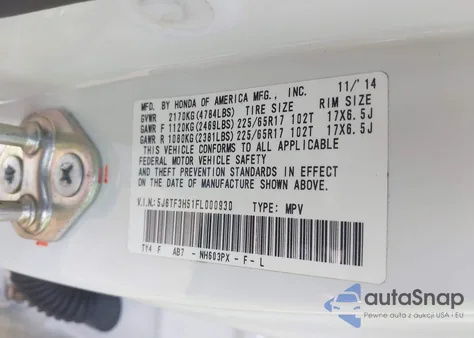 MFD. BY HONDA OF AMERICA MFG., INC. 11/'14
GVWR 2170KG(4784LBS) TIRE SIZE RIM SIZE
GAWR F 1120KG(2469LBS) 225/65R17 102T 17X6.5J
GAWR R 1080KG(2381LBS) 225/65R17 102T 17X6.5J
THIS VEHICLE CONFORMS TO ALL APPLICABLE
FEDERAL MOTOR VEHICLE SAFETY
AND THEFT PREVENTION STANDARDS IN EFFECT
ON THE DATE OF MANUFACTURE SHOWN ABOVE.
V.I.N.:5J8TF3H51FL000930 TYPE: MPV
TY4 F AB7 -NH603PX-F-L
autoSnap
Pewne auta z aukcji USA i EU